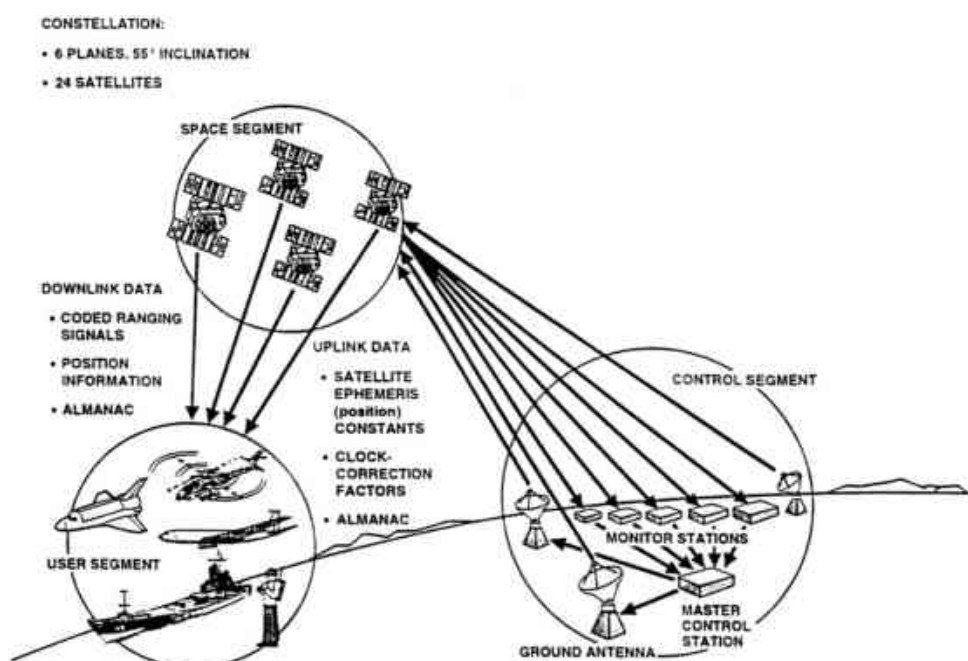 CONSTELLATION:
• 6 PLANES, 55° INCLINATION
• 24 SATELLITES
SPACE SEGMENT
DOWNLINK DATA
• CODED RANGING
SIGNALS
• POSITION
INFORMATION
• ALMANAC
UPLINK DATA
• SATELLITE
EPHEMERIS
(position)
CONSTANTS
• CLOCK-
CORRECTION
FACTORS
• ALMANAC
CONTROL SEGMENT
MONITOR STATIONS
USER SEGMENT
MASTER
CONTROL
STATION
GROUND ANTENNA